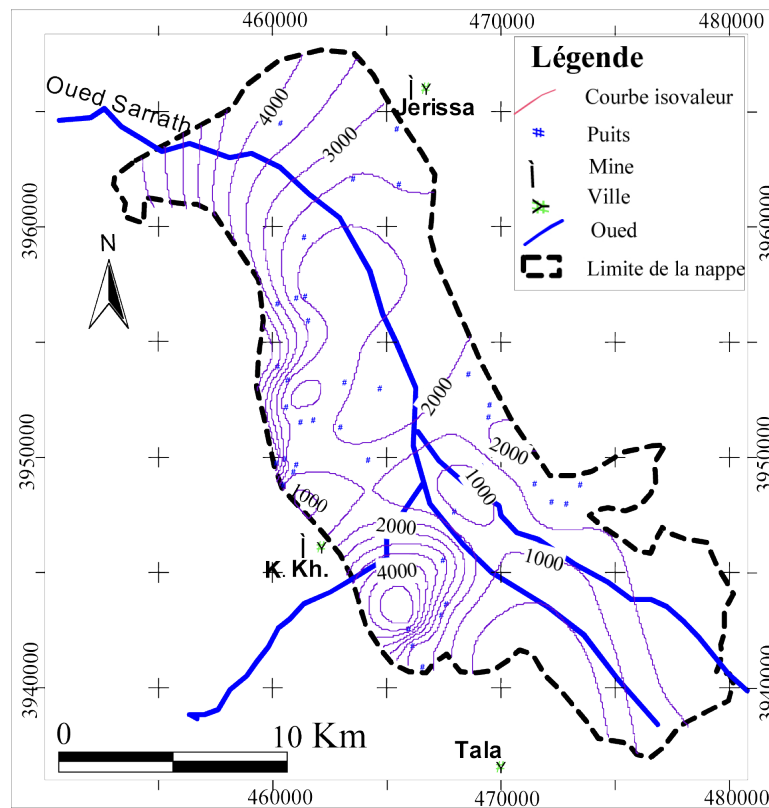 460000 470000 480000
Légende
Courbe isovaleur
Puits
Mine
Ville
Oued
Limite de la nappe
Oued Sarrath
Jerissa
4000
3000
3960000
3960000
N
2000
2000
3950000
3950000
1000
1000
2000
1000
K. Kh.
4000
3940000
3940000
0 10 Km
Tala
460000 470000 480000